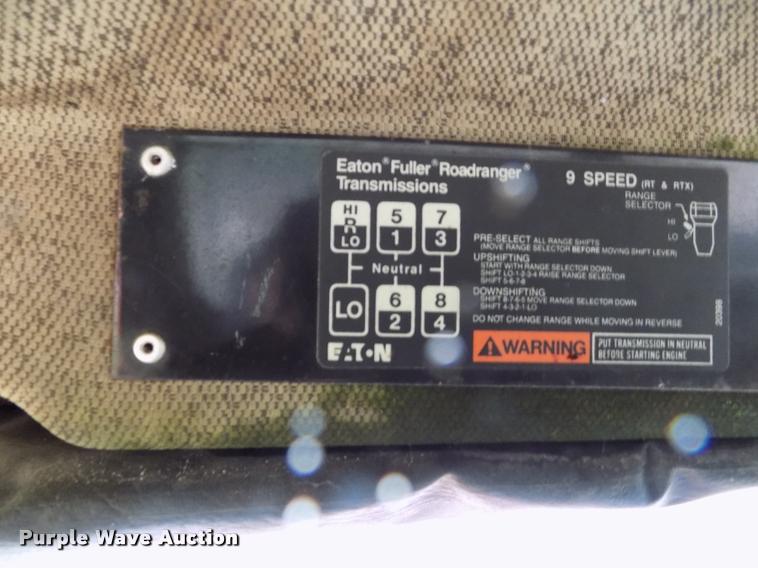 Eaton® Fuller® Roadranger®
Transmissions
9 SPEED (RT & RTX)
RANGE
SELECTOR
HI
LO
HI
R
LO
5
1
7
3
Neutral
LO
6
2
8
4
PRE-SELECT ALL RANGE SHIFTS
(MOVE RANGE SELECTOR BEFORE MOVING SHIFT LEVER)
UPSHIFTING
START WITH RANGE SELECTOR DOWN
SHIFT LO-1-2-3-4 RAISE RANGE SELECTOR
SHIFT 5-6-7-8
DOWNSHIFTING
SHIFT 8-7-6-5 MOVE RANGE SELECTOR DOWN
SHIFT 4-3-2-1-LO
DO NOT CHANGE RANGE WHILE MOVING IN REVERSE
20398
EATON
WARNING
PUT TRANSMISSION IN NEUTRAL
BEFORE STARTING ENGINE
Purple Wave Auction